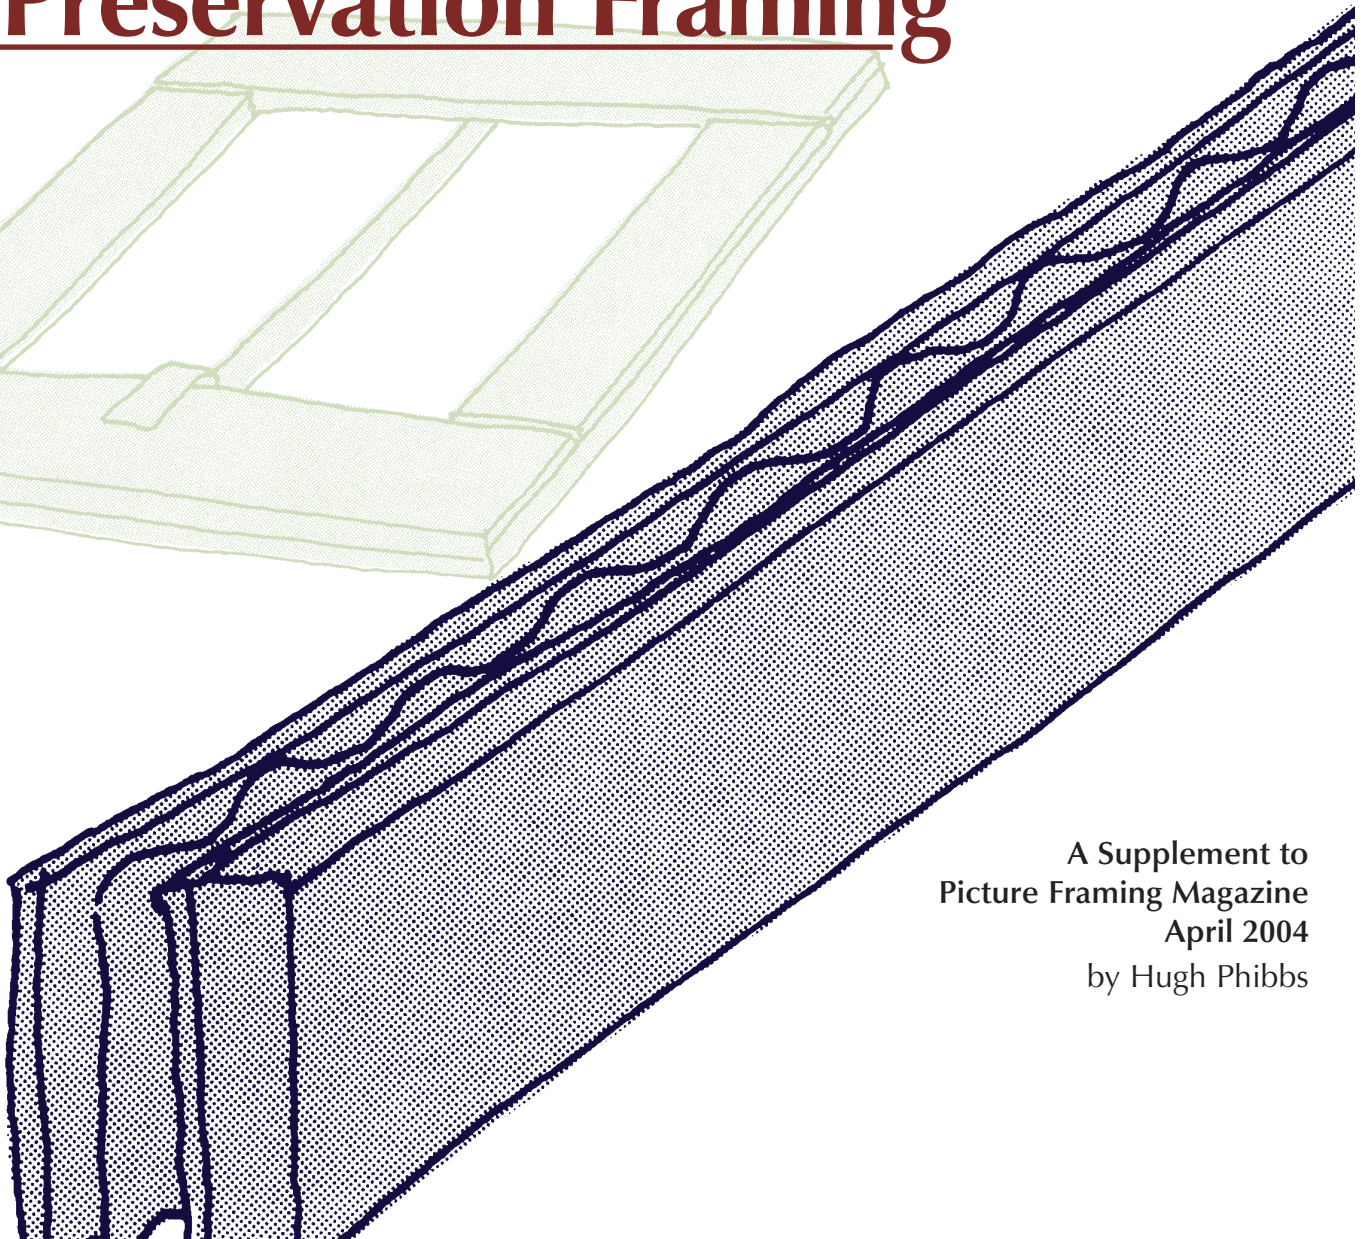 Preservation Framing
A Supplement to
Picture Framing Magazine
April 2004
by Hugh Phibbs